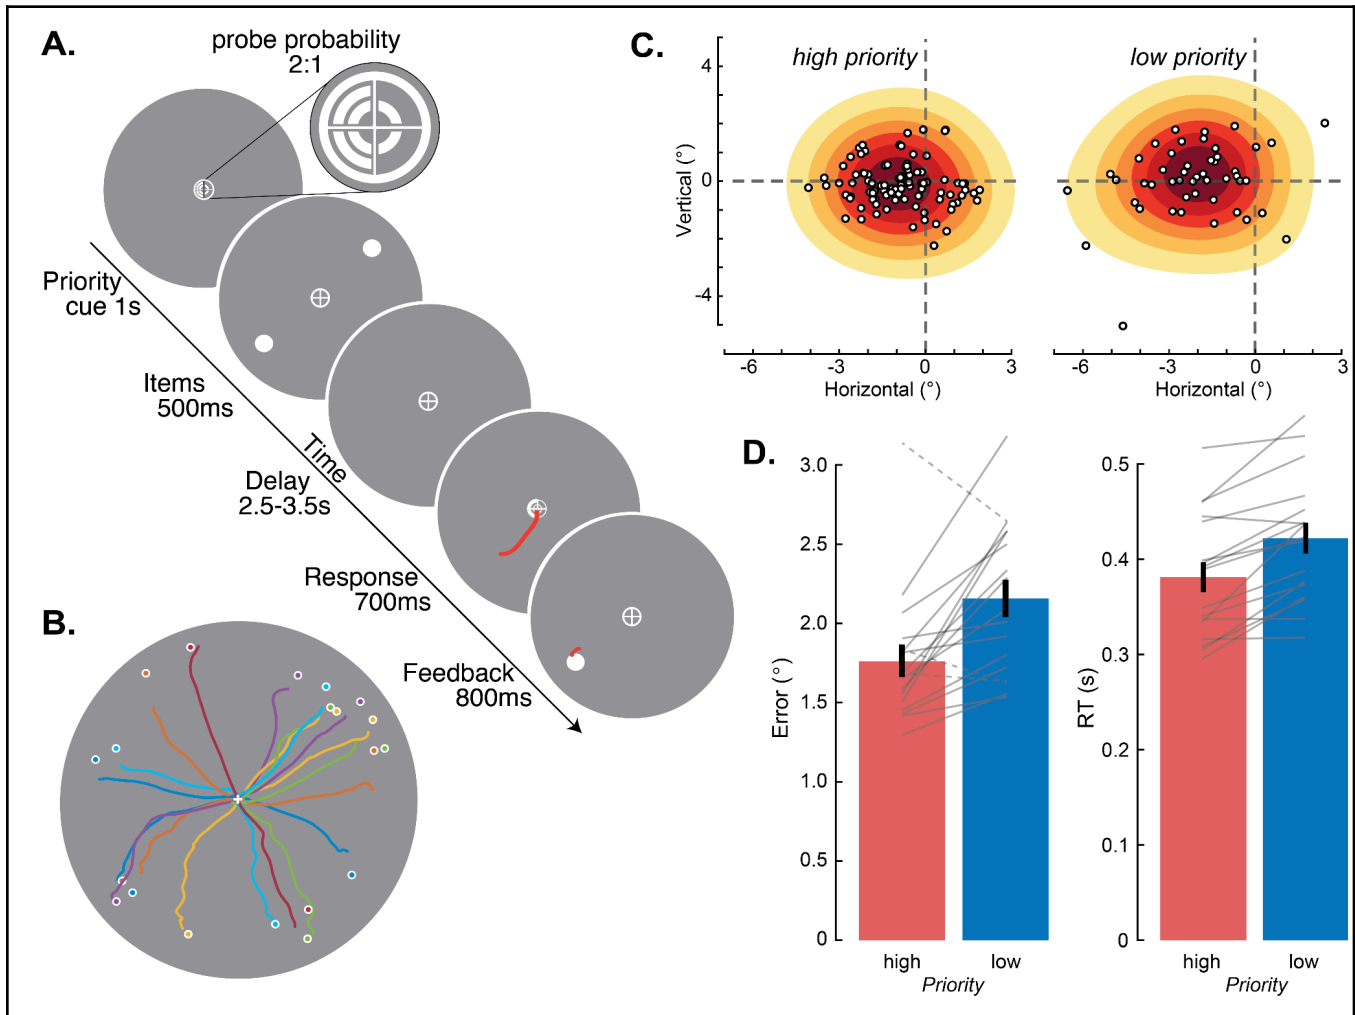 A.
probe probability
2:1
Priority
cue 1s
Items
500ms
Time
Delay
2.5-3.5s
Response
700ms
Feedback
800ms
B.
C.
high priority
low priority
Vertical (°)
4
0
-4
-6
-3
0
3
Horizontal (°)
-6
-3
0
3
Horizontal (°)
D.
Error (°)
3.0
2.5
2.0
1.5
1.0
0.5
0
high
low
Priority
RT (s)
0.5
0.4
0.3
0.2
0.1
0
high
low
Priority